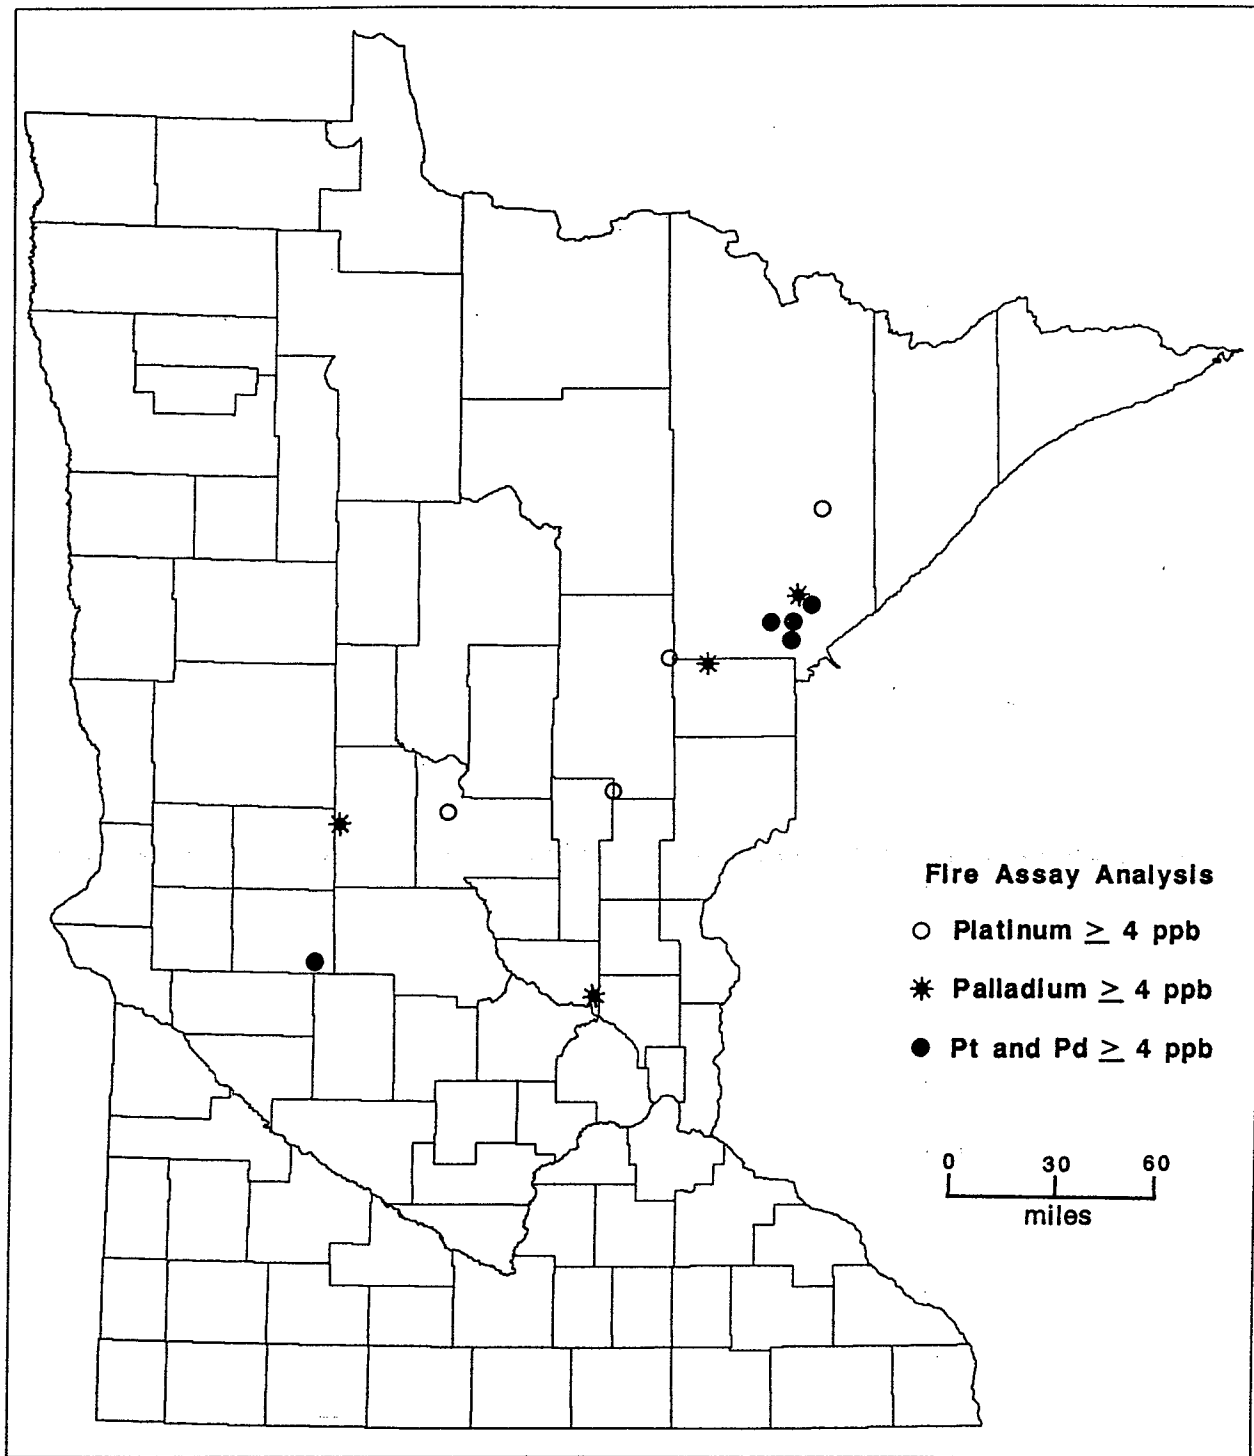 Fire Assay Analysis
Platinum ≥ 4 ppb
Palladium ≥ 4 ppb
Pt and Pd ≥ 4 ppb
0 30 60
miles